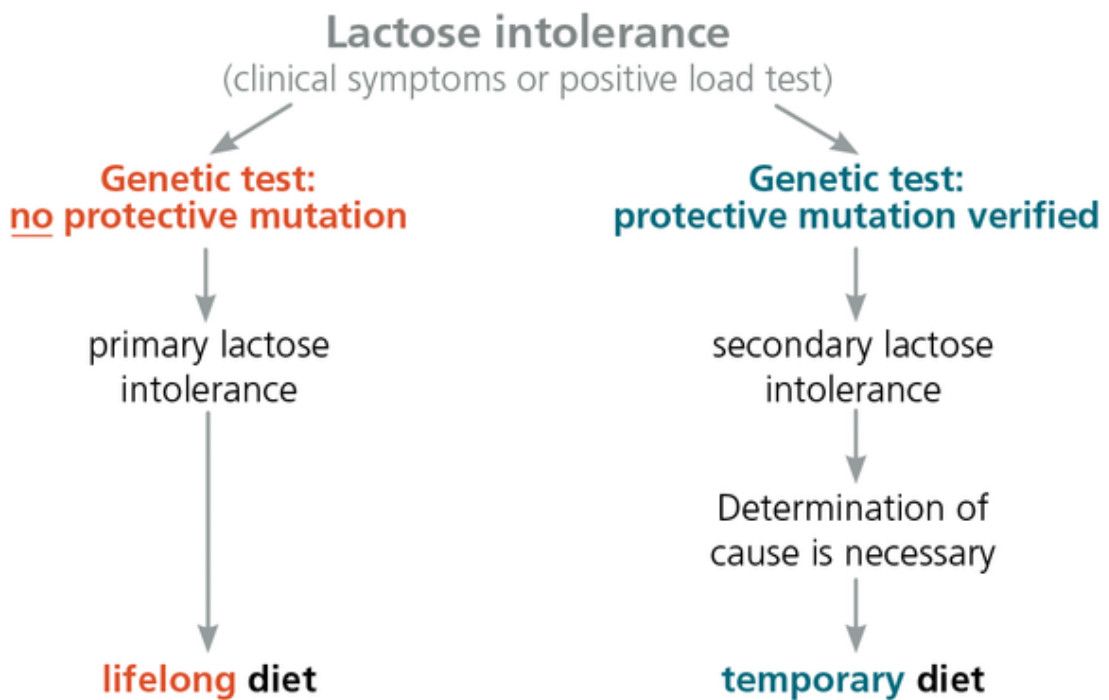 Lactose intolerance
(clinical symptoms or positive load test)
Genetic test:
no protective mutation
primary lactose
intolerance
lifelong diet
Genetic test:
protective mutation verified
secondary lactose
intolerance
Determination of
cause is necessary
temporary diet